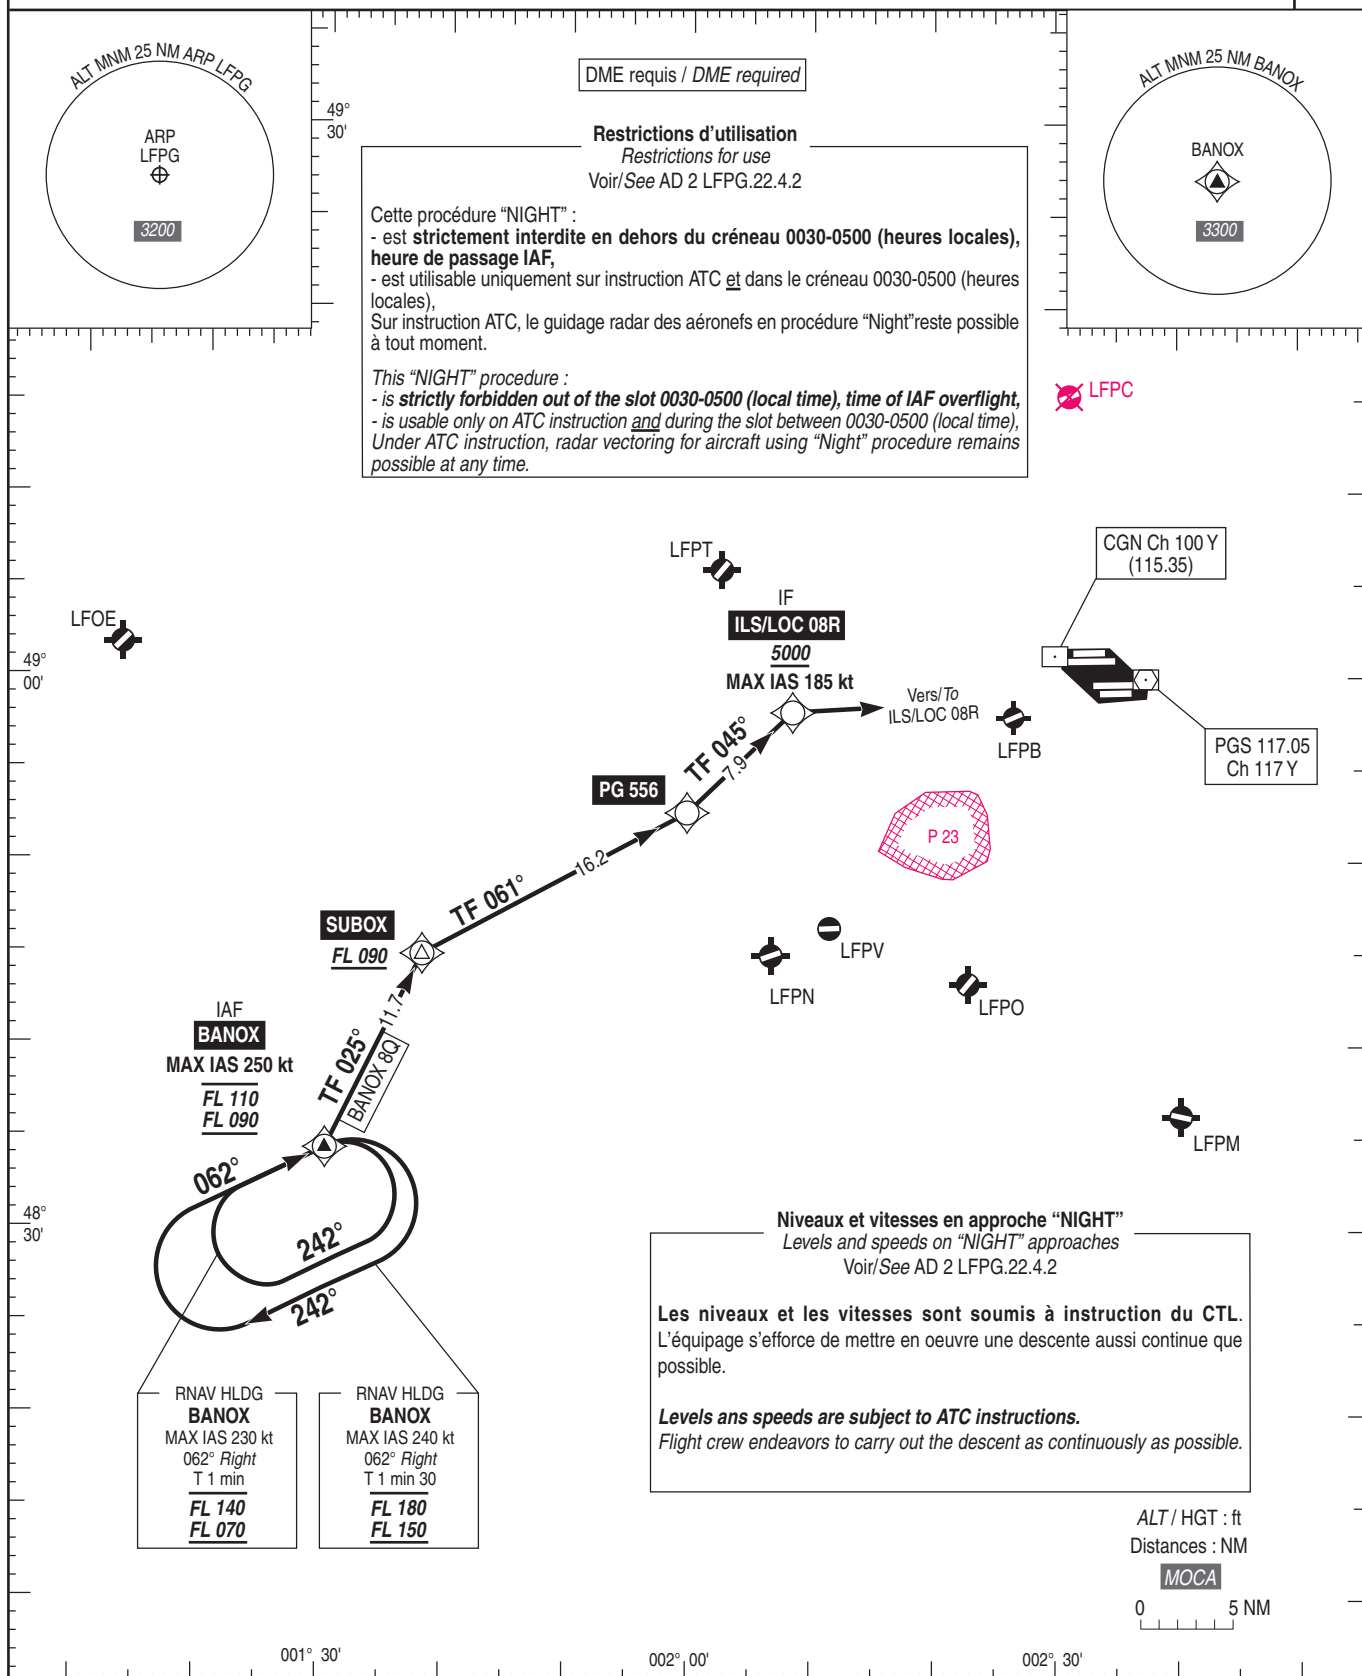 ALT MNM 25 NM ARP LFPG
ARP
LFPG
3200
49°
30'
DME requis / DME required
ALT MNM 25 NM BANOX
BANOX
3300
Restrictions d'utilisation
Restrictions for use
Voir/See AD 2 LFPG.22.4.2
Cette procédure “NIGHT” :
- est strictement interdite en dehors du créneau 0030-0500 (heures locales),
heure de passage IAF,
- est utilisable uniquement sur instruction ATC et dans le créneau 0030-0500 (heures
locales),
Sur instruction ATC, le guidage radar des aéronefs en procédure “Night”reste possible
à tout moment.
This “NIGHT” procedure :
- is strictly forbidden out of the slot 0030-0500 (local time), time of IAF overflight,
- is usable only on ATC instruction and during the slot between 0030-0500 (local time),
Under ATC instruction, radar vectoring for aircraft using “Night” procedure remains
possible at any time.
LFPC
LFPT
CGN Ch 100 Y
(115.35)
LFOE
IF
ILS/LOC 08R
5000
MAX IAS 185 kt
49°
00'
Vers/To
ILS/LOC 08R
LFPB
PGS 117.05
Ch 117 Y
TF 045°
7.9
PG 556
P 23
16.2
TF 061°
SUBOX
FL 090
LFPV
LFPN
LFPO
11.7
TF 025°
BANOX 8Q
IAF
BANOX
MAX IAS 250 kt
FL 110
FL 090
LFPM
062°
48°
30'
242°
242°
Niveaux et vitesses en approche “NIGHT”
Levels and speeds on “NIGHT” approaches
Voir/See AD 2 LFPG.22.4.2
Les niveaux et les vitesses sont soumis à instruction du CTL.
L'équipage s'efforce de mettre en oeuvre une descente aussi continue que
possible.
Levels ans speeds are subject to ATC instructions.
Flight crew endeavors to carry out the descent as continuously as possible.
RNAV HLDG
BANOX
MAX IAS 230 kt
062° Right
T 1 min
FL 140
FL 070
RNAV HLDG
BANOX
MAX IAS 240 kt
062° Right
T 1 min 30
FL 180
FL 150
ALT / HGT : ft
Distances : NM
MOCA
0 5 NM
001° 30'
002° 00'
002° 30'